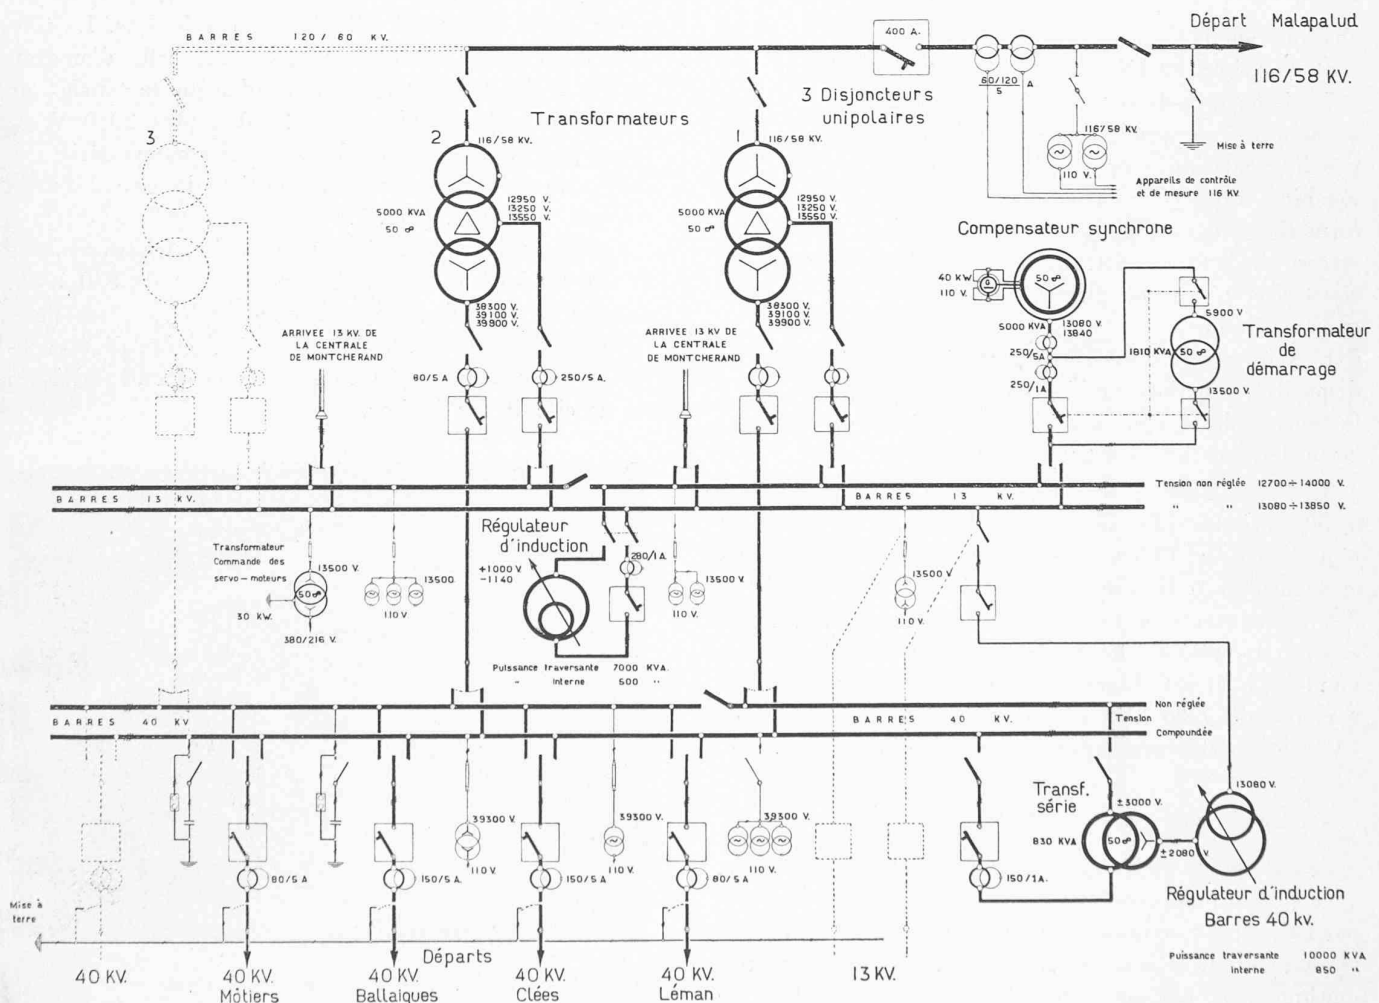 Départ Malapalud
116/58 KV.
BARRES 120/60 KV.
400 A.
3 Disjoncteurs
unipolaires
60/120
5
A
116/58 KV.
110 V.
Mise à terre
Appareils de contrôle
et de mesure 116 KV
Transformateurs
3
2
116/58 KV.
12950 V.
13250 V.
13550 V.
5000 KVA
50 ∞
38300 V.
39100 V.
39900 V.
1
116/58 KV.
12950 V.
13250 V.
13550 V.
5000 KVA
50 ∞
38300 V.
39100 V.
39900 V.
Compensateur synchrone
40 KW.
110 V.
50 ∞
5000 KVA
13080 V.
13840
250/5A
250/1A
5900 V
1810 KVA
50 ∞
13500 V.
Transformateur
de
démarrage
ARRIVEE 13 KV. DE
LA CENTRALE
DE MONTCHERAND
80/5 A
250/5 A.
ARRIVEE 13 KV DE
LA CENTRALE
DE MONTCHERAND
BARRES 13 KV.
BARRES 13 KV.
Tension non réglée 12700÷14000 V.
" " 13080÷13850 V.
Transformateur
Commande des
servo-moteurs
13500 V.
50 ∞
30 KW.
380/216 V.
13500
110 V
Régulateur
d'induction
+1000 V.
-1140
280/1A.
Puissance traversante 7000 KVA.
" Interne 500 "
13500 V.
110 V.
13500 V.
110 V.
BARRES 40 KV
BARRES 40 KV.
Non réglée
Tension
Compoundée
80/5 A
150/5 A.
39300 V.
110 V.
150/5 A
39300 V.
110 V.
80/5 A
39300 V.
110 V.
150/1A.
Transf.
série
±3000 V.
830 KVA
50 ∞
±2080 V.
13080 V.
Régulateur d'induction
Barres 40 kv.
Puissance traversante 10000 KVA
Interne 850 "
Mise à
terre
Départs
40 KV.
40 KV.
Môtiers
40 KV.
Ballaigues
40 KV.
Clées
40 KV.
Léman
13 KV.